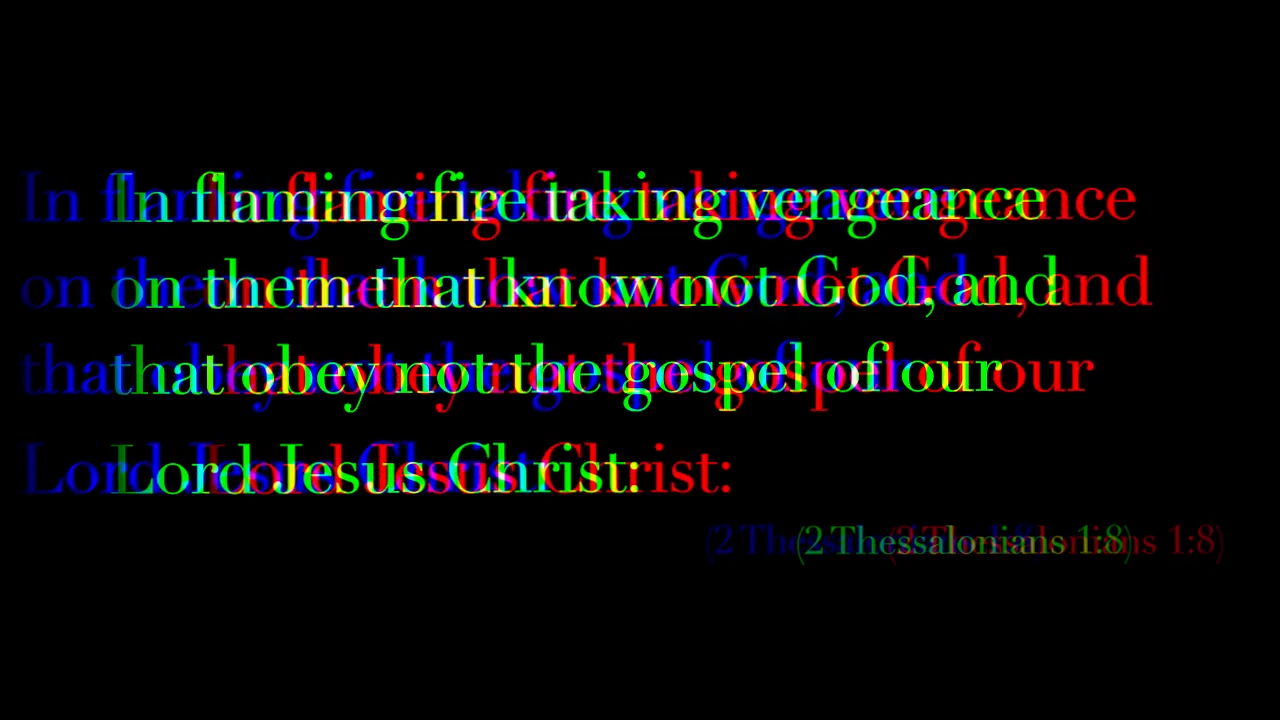 In flaming fire taking vengeance
on them that know not God, and
that obey not the gospel of our
Lord Jesus Christ:
(2 Thessalonians 1:8)